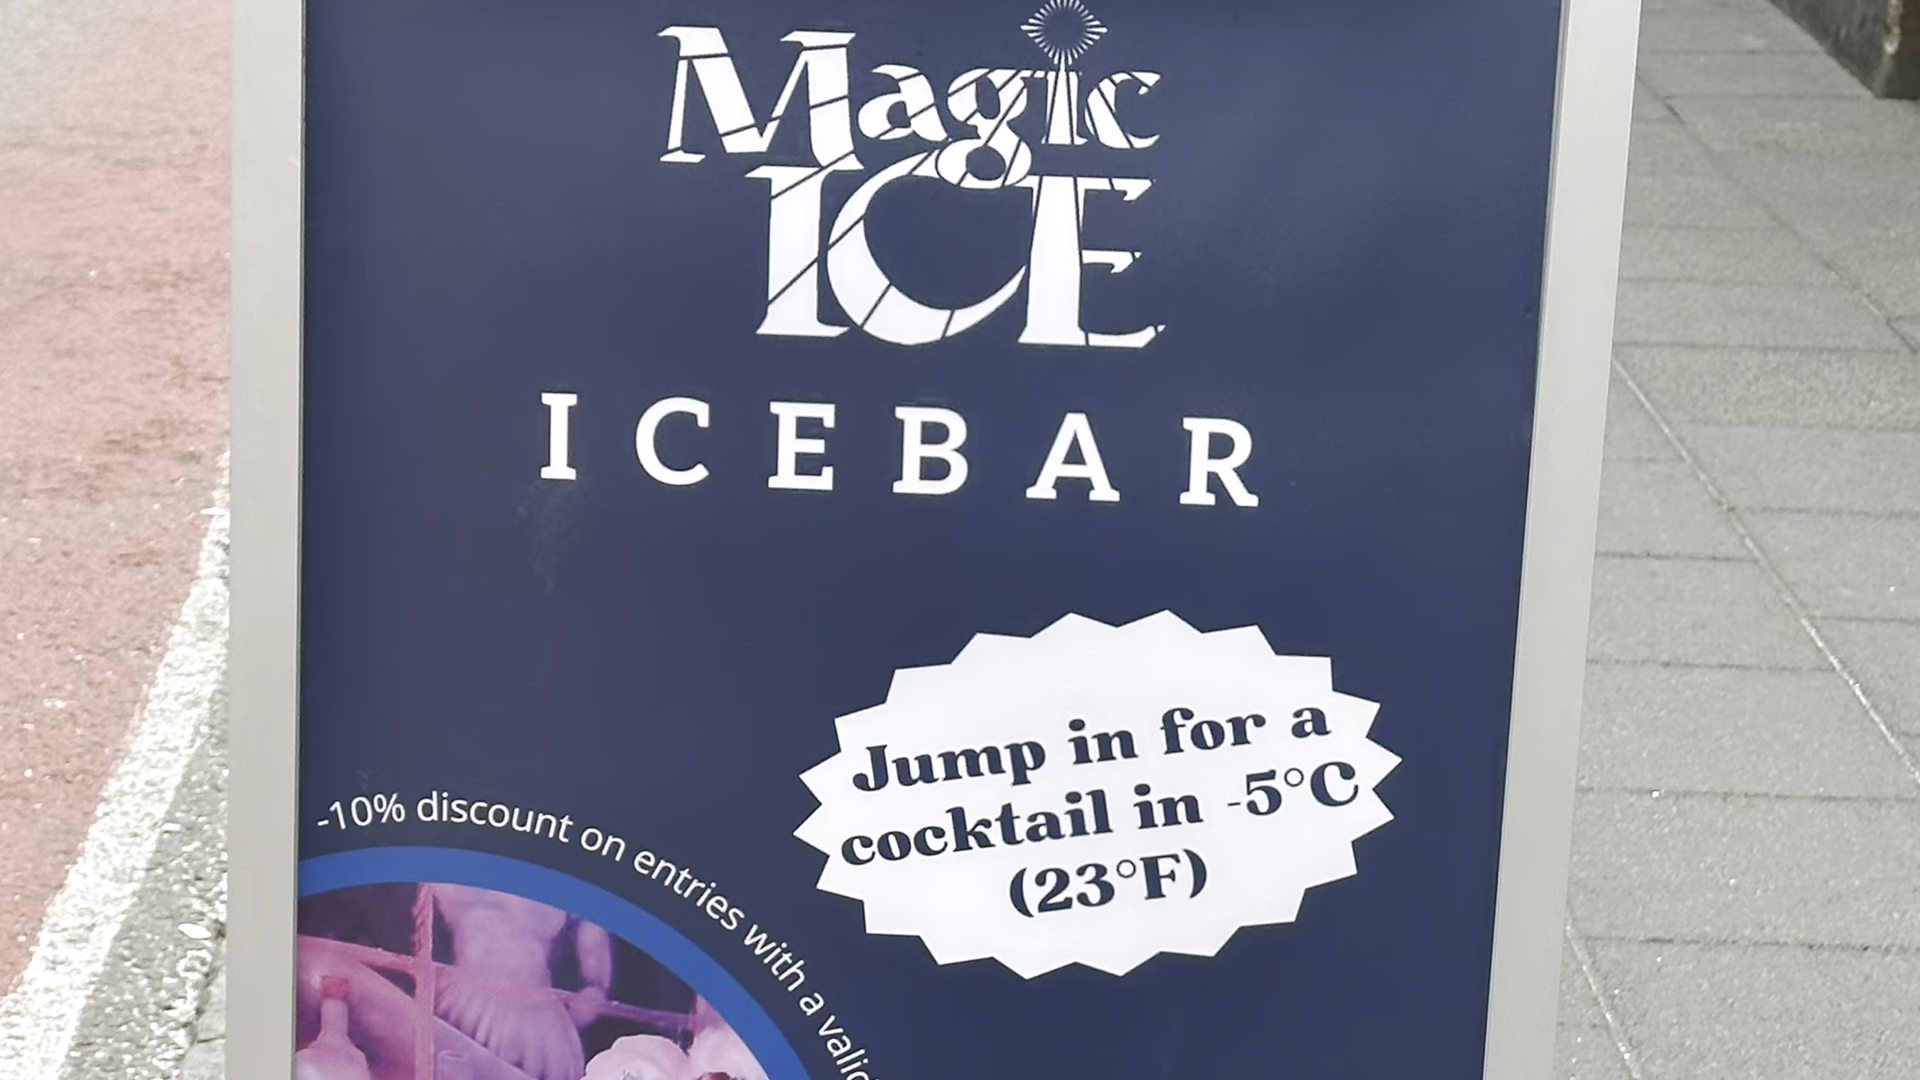 Magic
ICE
ICEBAR
Jump in for a
cocktail in -5°C
(23°F)
-10% discount on entries with a valid